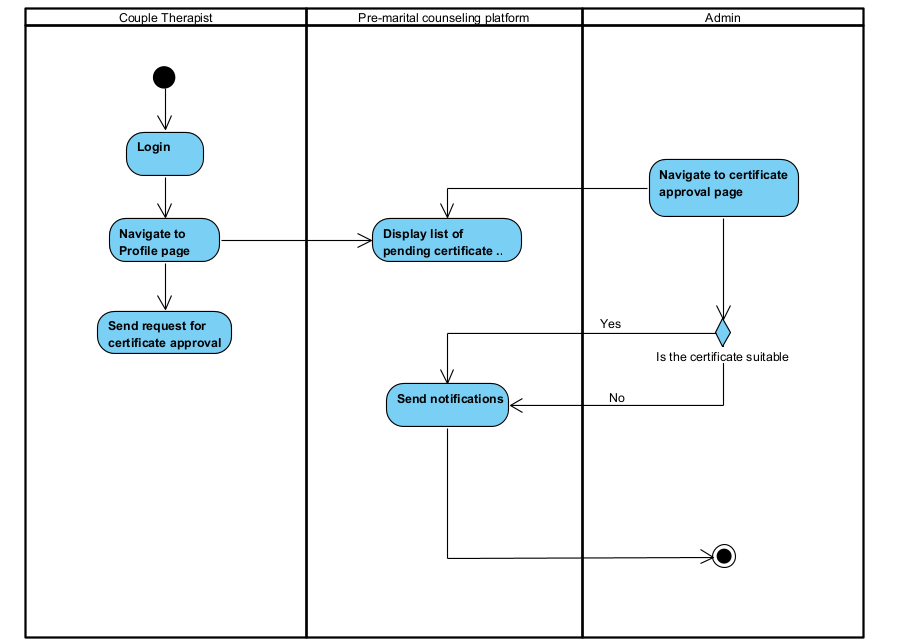 Couple Therapist
Pre-marital counseling platform
Admin
Login
Navigate to certificate
approval page
Navigate to
Profile page
Display list of
pending certificate ..
Send request for
certificate approval
Yes
Is the certificate suitable
Send notifications
No